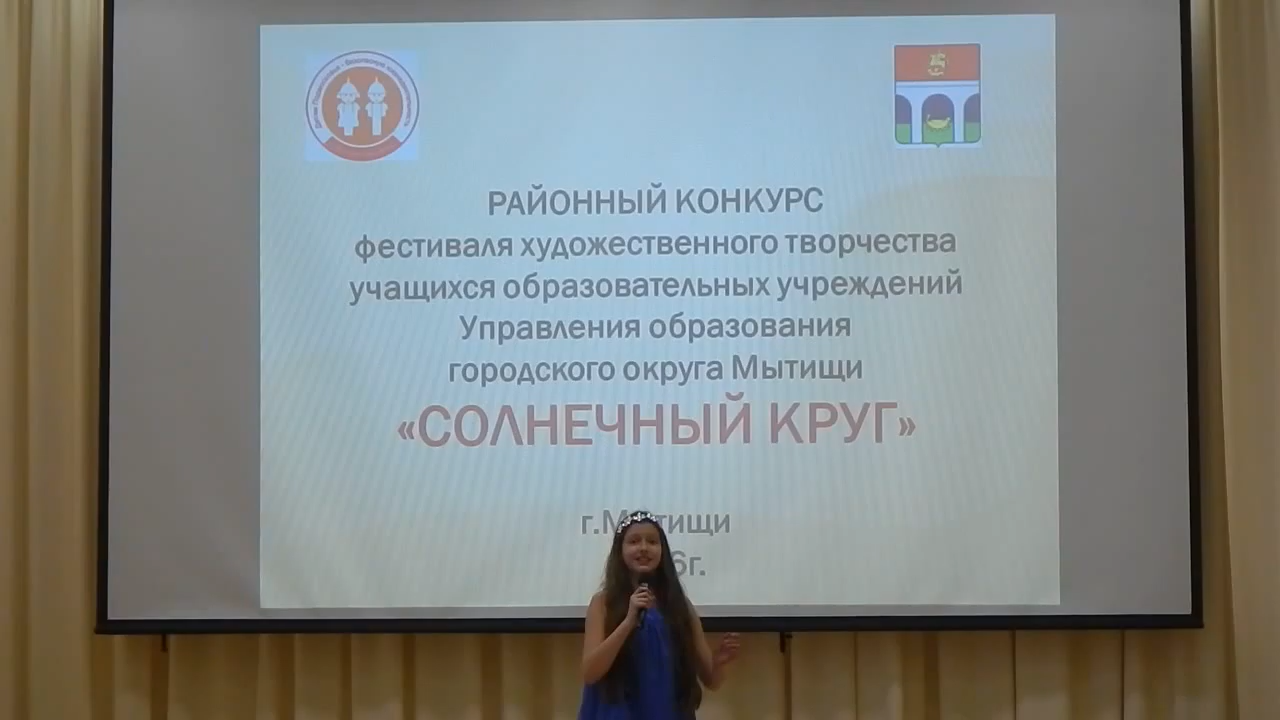 РАЙОННЫЙ КОНКУРС
фестиваля художественного творчества
учащихся образовательных учреждений
Управления образования
городского округа Мытищи
«СОЛНЕЧНЫЙ КРУГ»